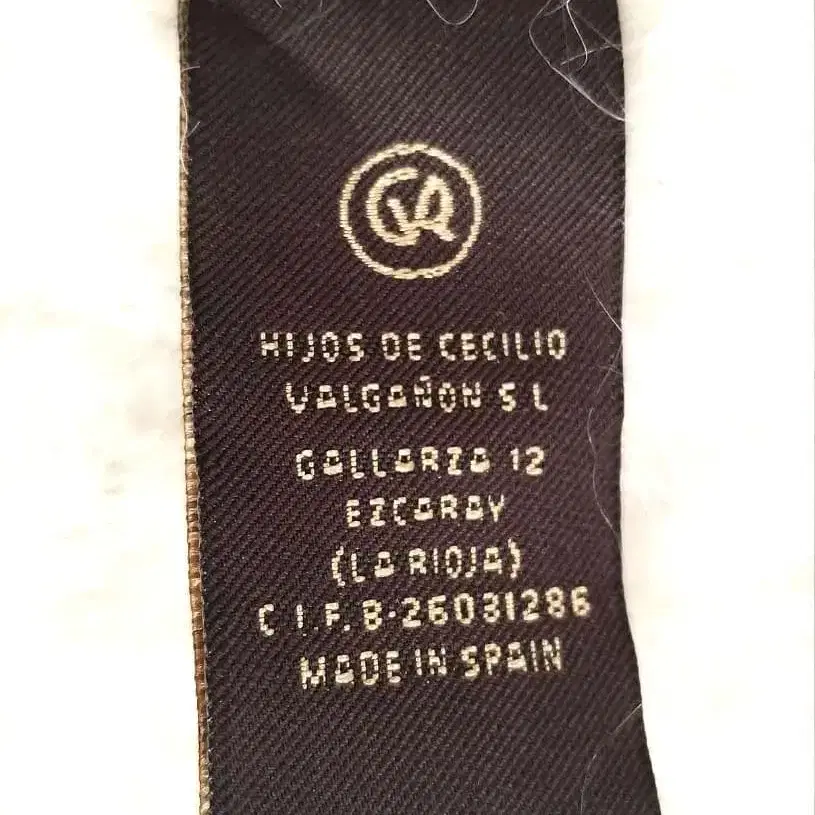 HIJOS DE CECILIO
VALGAÑON S L
GALLARZA 12
EZCARAY
(LA RIOJA)
C.I.F. B-26031286
MADE IN SPAIN